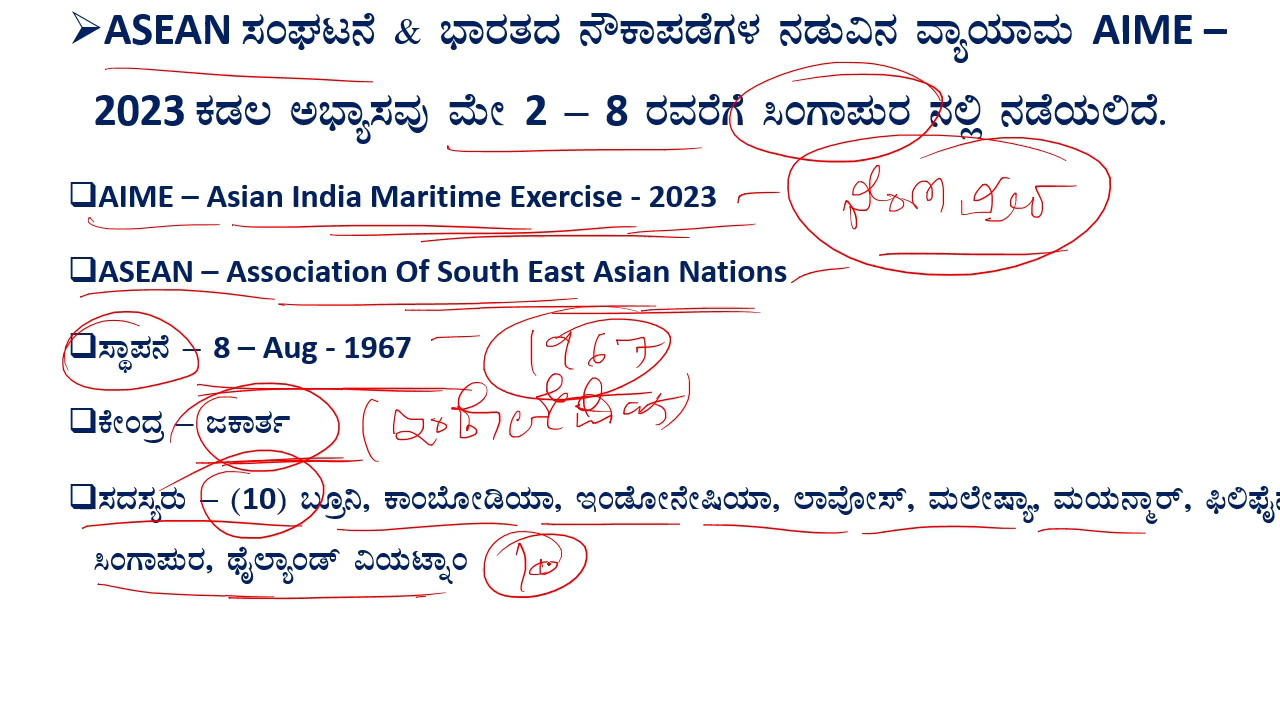 ➢ASEAN ಸಂಘಟನೆ & ಭಾರತದ ನೌಕಾಪಡೆಗಳ ನಡುವಿನ ವ್ಯಾಯಾಮ AIME –
2023 ಕಡಲ ಅಭ್ಯಾಸವು ಮೇ 2 – 8 ರವರೆಗೆ ಸಿಂಗಾಪುರ ನಲ್ಲಿ ನಡೆಯಲಿದೆ.
❑AIME – Asian India Maritime Exercise - 2023
❑ASEAN – Association Of South East Asian Nations
❑ಸ್ಥಾಪನೆ – 8 – Aug - 1967 1967
❑ಕೇಂದ್ರ – ಜಕಾರ್ತ (ಇಂಡೋನೇಷಿಯಾ)
❑ಸದಸ್ಯರು – (10) ಬ್ರೂನಿ, ಕಾಂಬೋಡಿಯಾ, ಇಂಡೋನೇಷಿಯಾ, ಲಾವೋಸ್, ಮಲೇಷ್ಯಾ, ಮಯನ್ಮಾರ್,
ಸಿಂಗಾಪುರ, ಥೈಲ್ಯಾಂಡ್ ವಿಯಟ್ನಾಂ 10